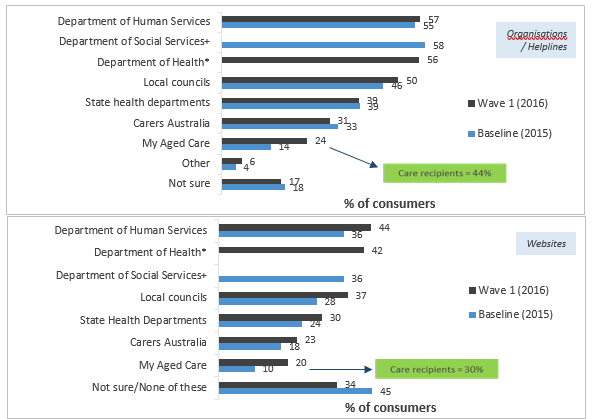 Department of Human Services 57
55
Department of Social Services+ 58
Department of Health* 56
Local councils 50
46
State health departments 39
39
Carers Australia 31
33
My Aged Care 24
14
Other 6
4
Not sure 17
18
Organisations
/ Helplines
Wave 1 (2016)
Baseline (2015)
Care recipients = 44%
% of consumers
Department of Human Services 44
36
Department of Health* 42
Department of Social Services+ 36
Local councils 37
28
State Health Departments 30
24
Carers Australia 23
18
My Aged Care 20
10
Not sure/None of these 34
45
Websites
Wave 1 (2016)
Baseline (2015)
Care recipients = 30%
% of consumers